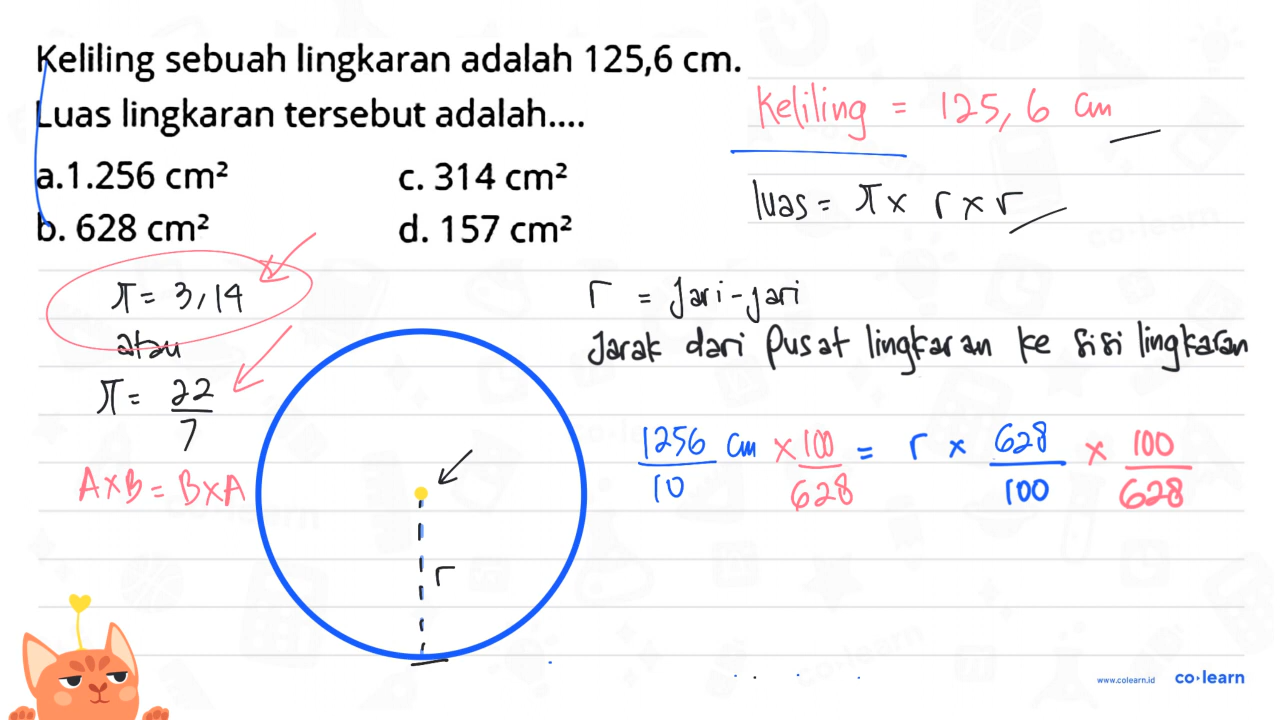 Keliling sebuah lingkaran adalah 125,6 cm.
Luas lingkaran tersebut adalah....
a.1.256 cm²
c. 314 cm²
b. 628 cm²
d. 157 cm²
Keliling = 125,6 cm
luas = π × r × r
π = 3,14
atau
π = 22/7
A×B = B×A
r = Jari-jari
Jarak dari Pusat lingkaran ke sisi lingkaran
1256/10 cm × 100/628 = r × 628/100 × 100/628
r
www.colearn.id
co·learn